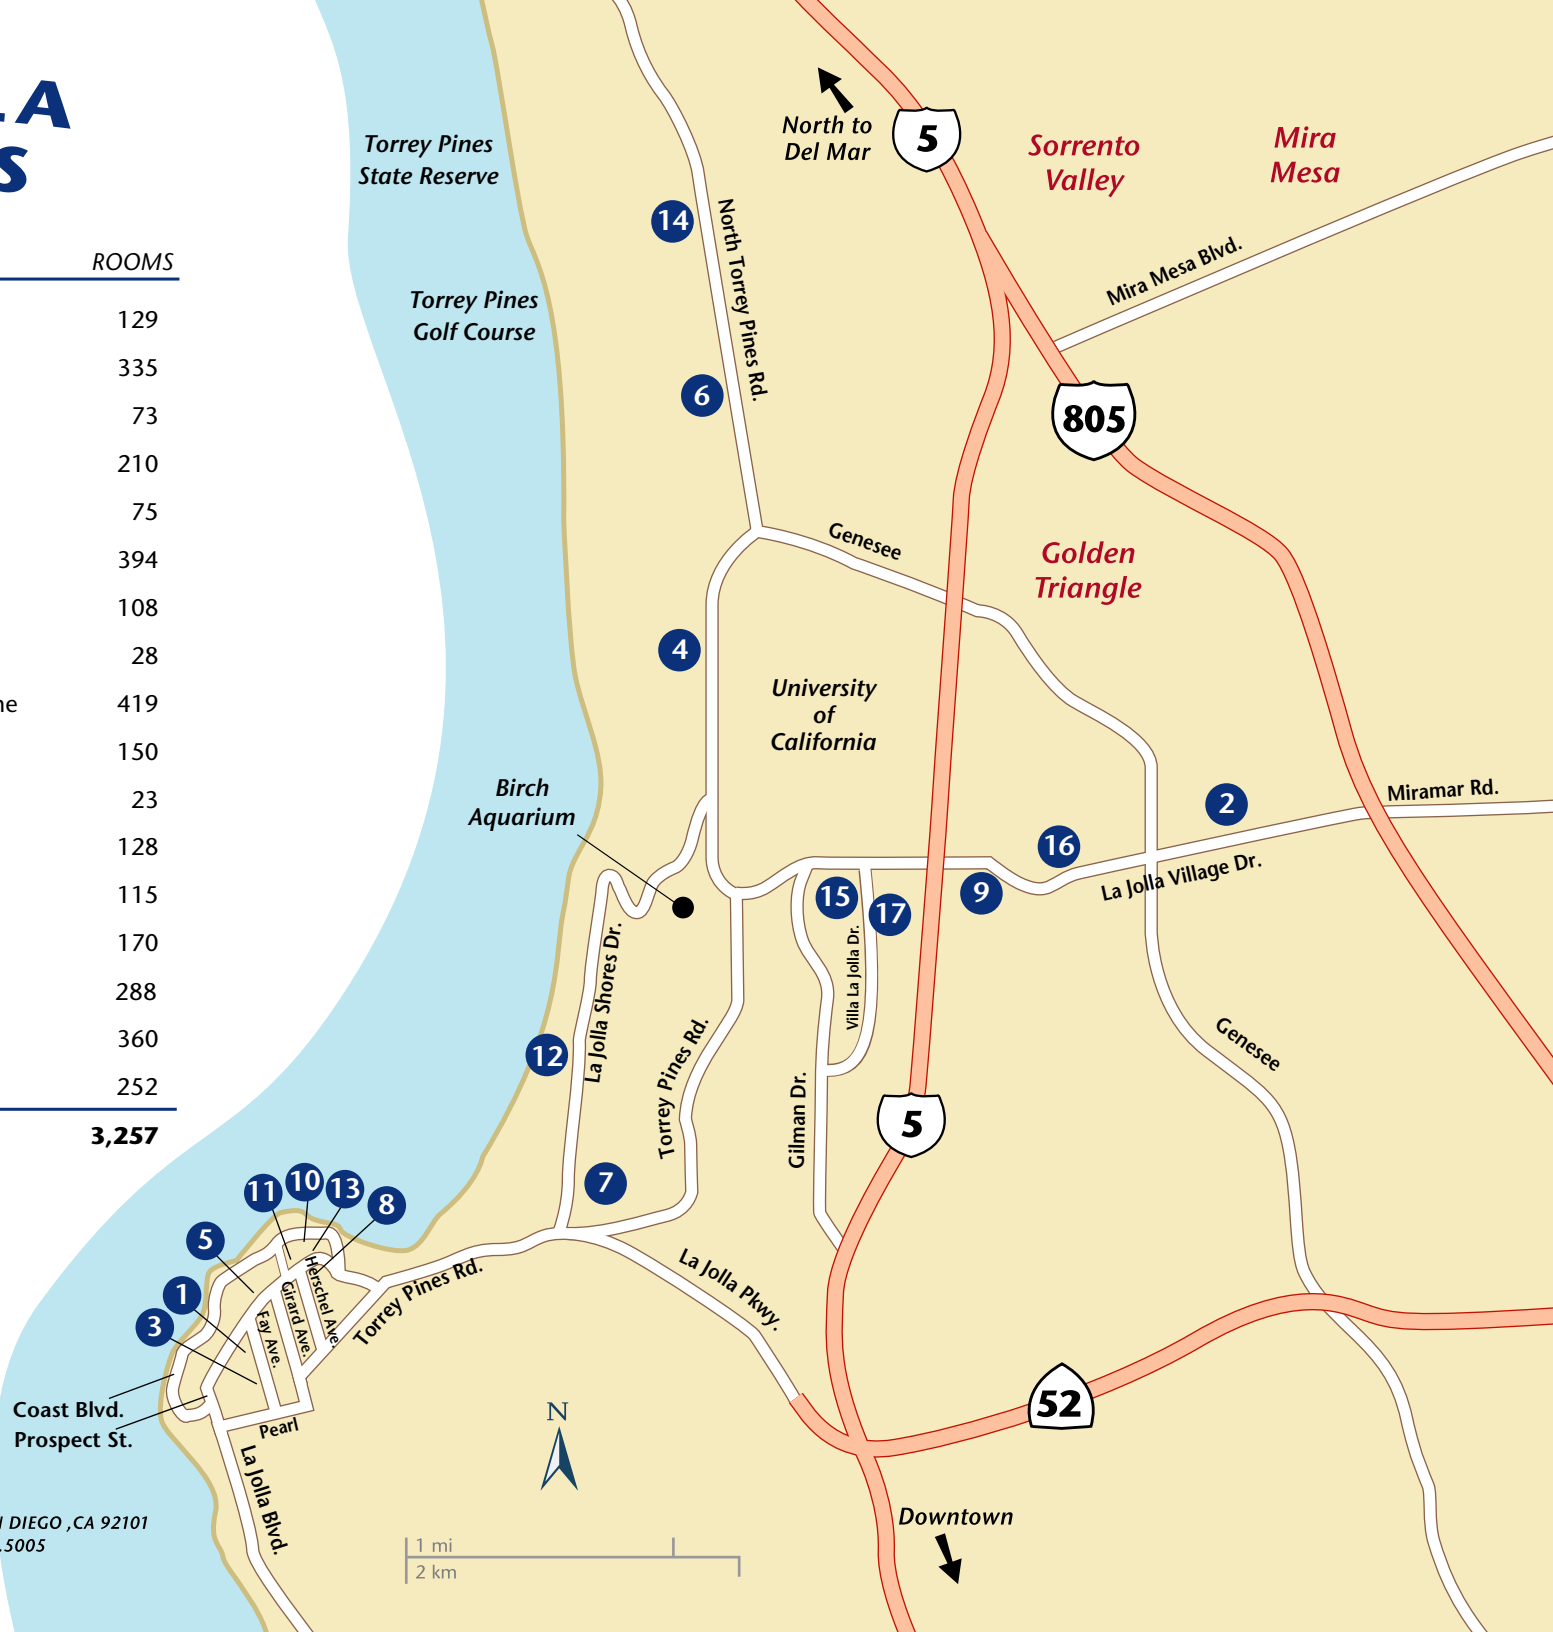 LA
S
ROOMS
129
335
73
210
75
394
108
28
ne 419
150
23
128
115
170
288
360
252
3,257
DIEGO ,CA 92101
.5005
Torrey Pines
State Reserve
Torrey Pines
Golf Course
North to
Del Mar
5
Sorrento
Valley
Mira
Mesa
Mira Mesa Blvd.
14
North Torrey Pines Rd.
6
805
Genesee
Golden
Triangle
4
University
of
California
Birch
Aquarium
Miramar Rd.
2
16
La Jolla Village Dr.
9
15
17
Villa La Jolla Dr.
La Jolla Shores Dr.
12
Torrey Pines Rd.
Gilman Dr.
Genesee
5
7
11
10
13
8
5
1
3
Herschel Ave.
Girard Ave.
Fay Ave.
Torrey Pines Rd.
La Jolla Pkwy.
Coast Blvd.
Prospect St.
Pearl
La Jolla Blvd.
52
N
Downtown
1 mi
2 km